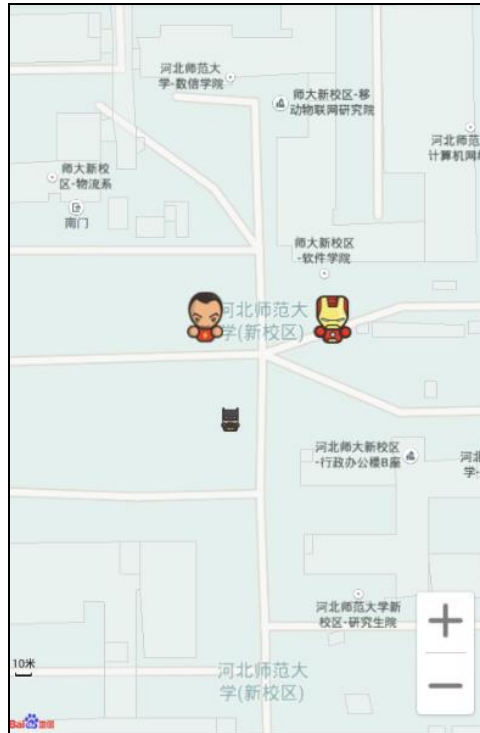 河北师范大
学-数信学院
师大新校区-移
动物联网研究院
河北师范
计算机网络
师大新校
区-物流系
南门
师大新校区
-软件学院
河北师范大
学(新校区)
河北师大新校区
-行政办公楼B座
河北
学-
河北师范大学新
校区-研究生院
10米
河北师范大
学(新校区)
Bai 地图